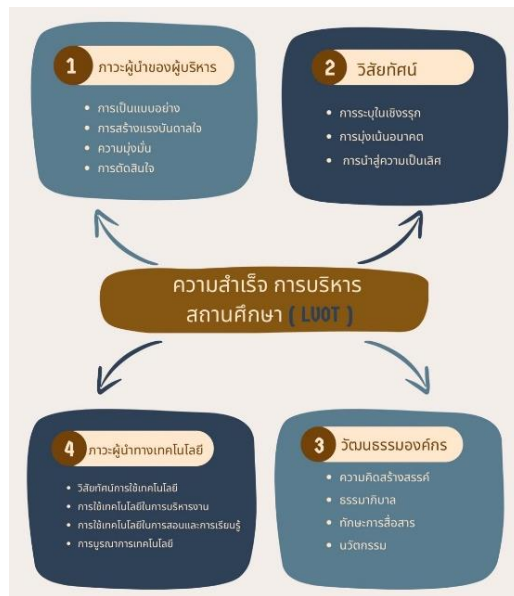 1 ภาวะผู้นำของผู้บริหาร
• การเป็นแบบอย่าง
• การสร้างแรงบันดาลใจ
• ความมุ่งมั่น
• การตัดสินใจ
2 วิสัยทัศน์
• การระบุในเชิงรรุก
• การมุ่งเน้นอนาคต
• การนำสู่ความเป็นเลิศ
ความสำเร็จ การบริหาร
สถานศึกษา ( LVOT )
3 วัฒนธรรมองค์กร
• ความคิดสร้างสรรค์
• ธรรมาภิบาล
• ทักษะการสื่อสาร
• นวัตกรรม
4 ภาวะผู้นำทางเทคโนโลยี
• วิสัยทัศน์การใช้เทคโนโลยี
• การใช้เทคโนโลยีในการบริหารงาน
• การใช้เทคโนโลยีในการสอนและการเรียนรู้
• การบูรณาการเทคโนโลยี